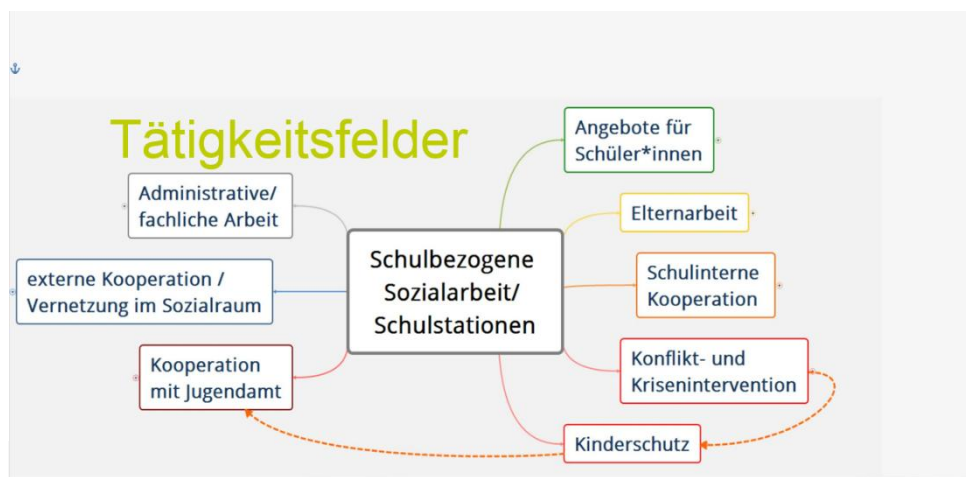 Tätigkeitsfelder
Angebote für
Schüler*innen
Administrative/
fachliche Arbeit
Elternarbeit
Schulbezogene
Sozialarbeit/
Schulstationen
externe Kooperation /
Vernetzung im Sozialraum
Schulinterne
Kooperation
Kooperation
mit Jugendamt
Konflikt- und
Krisenintervention
Kinderschutz